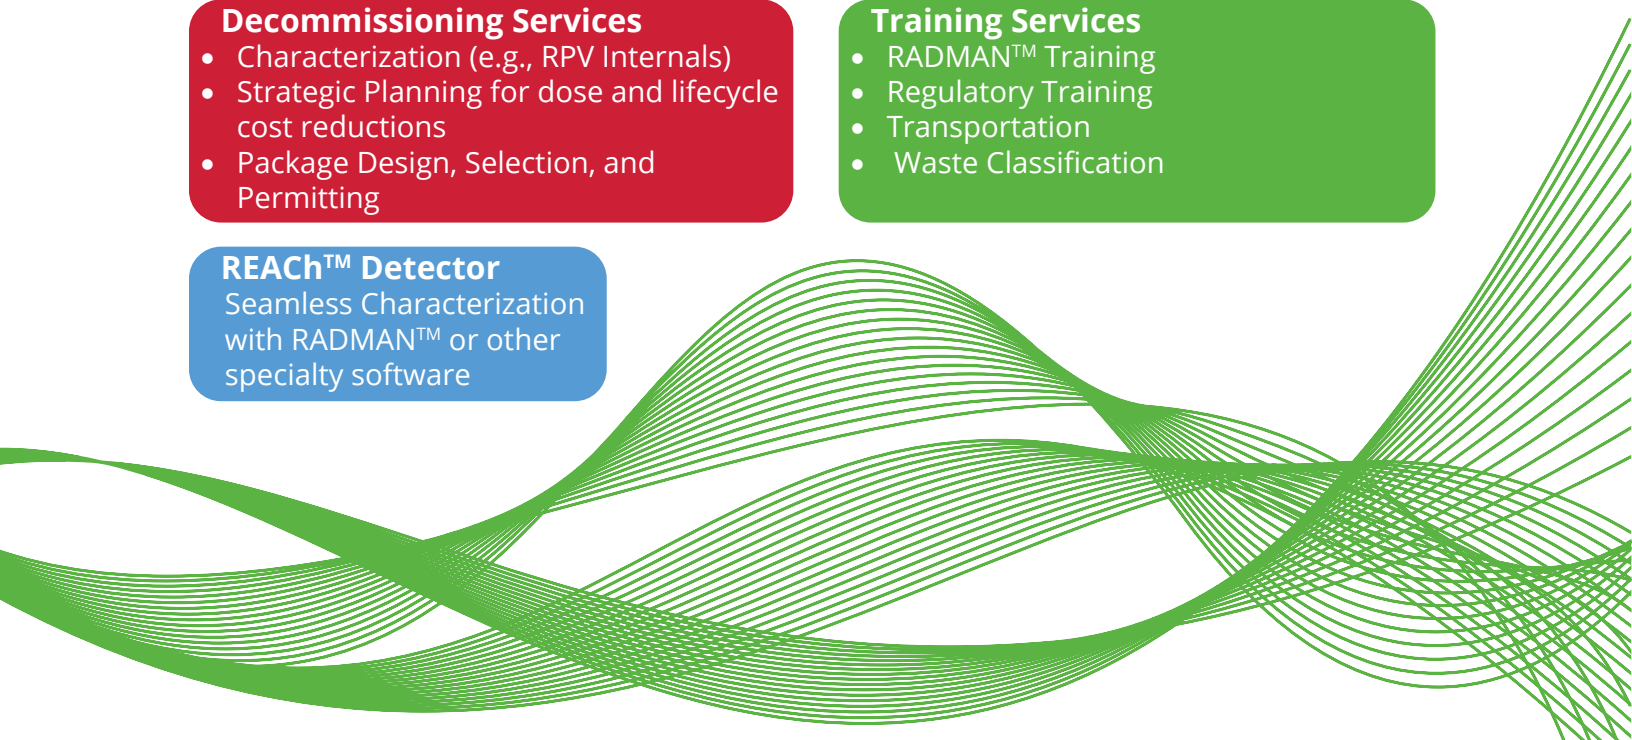 Decommissioning Services
• Characterization (e.g., RPV Internals)
• Strategic Planning for dose and lifecycle
cost reductions
• Package Design, Selection, and
Permitting
Training Services
• RADMAN™ Training
• Regulatory Training
• Transportation
• Waste Classification
REACh™ Detector
Seamless Characterization
with RADMAN™ or other
specialty software